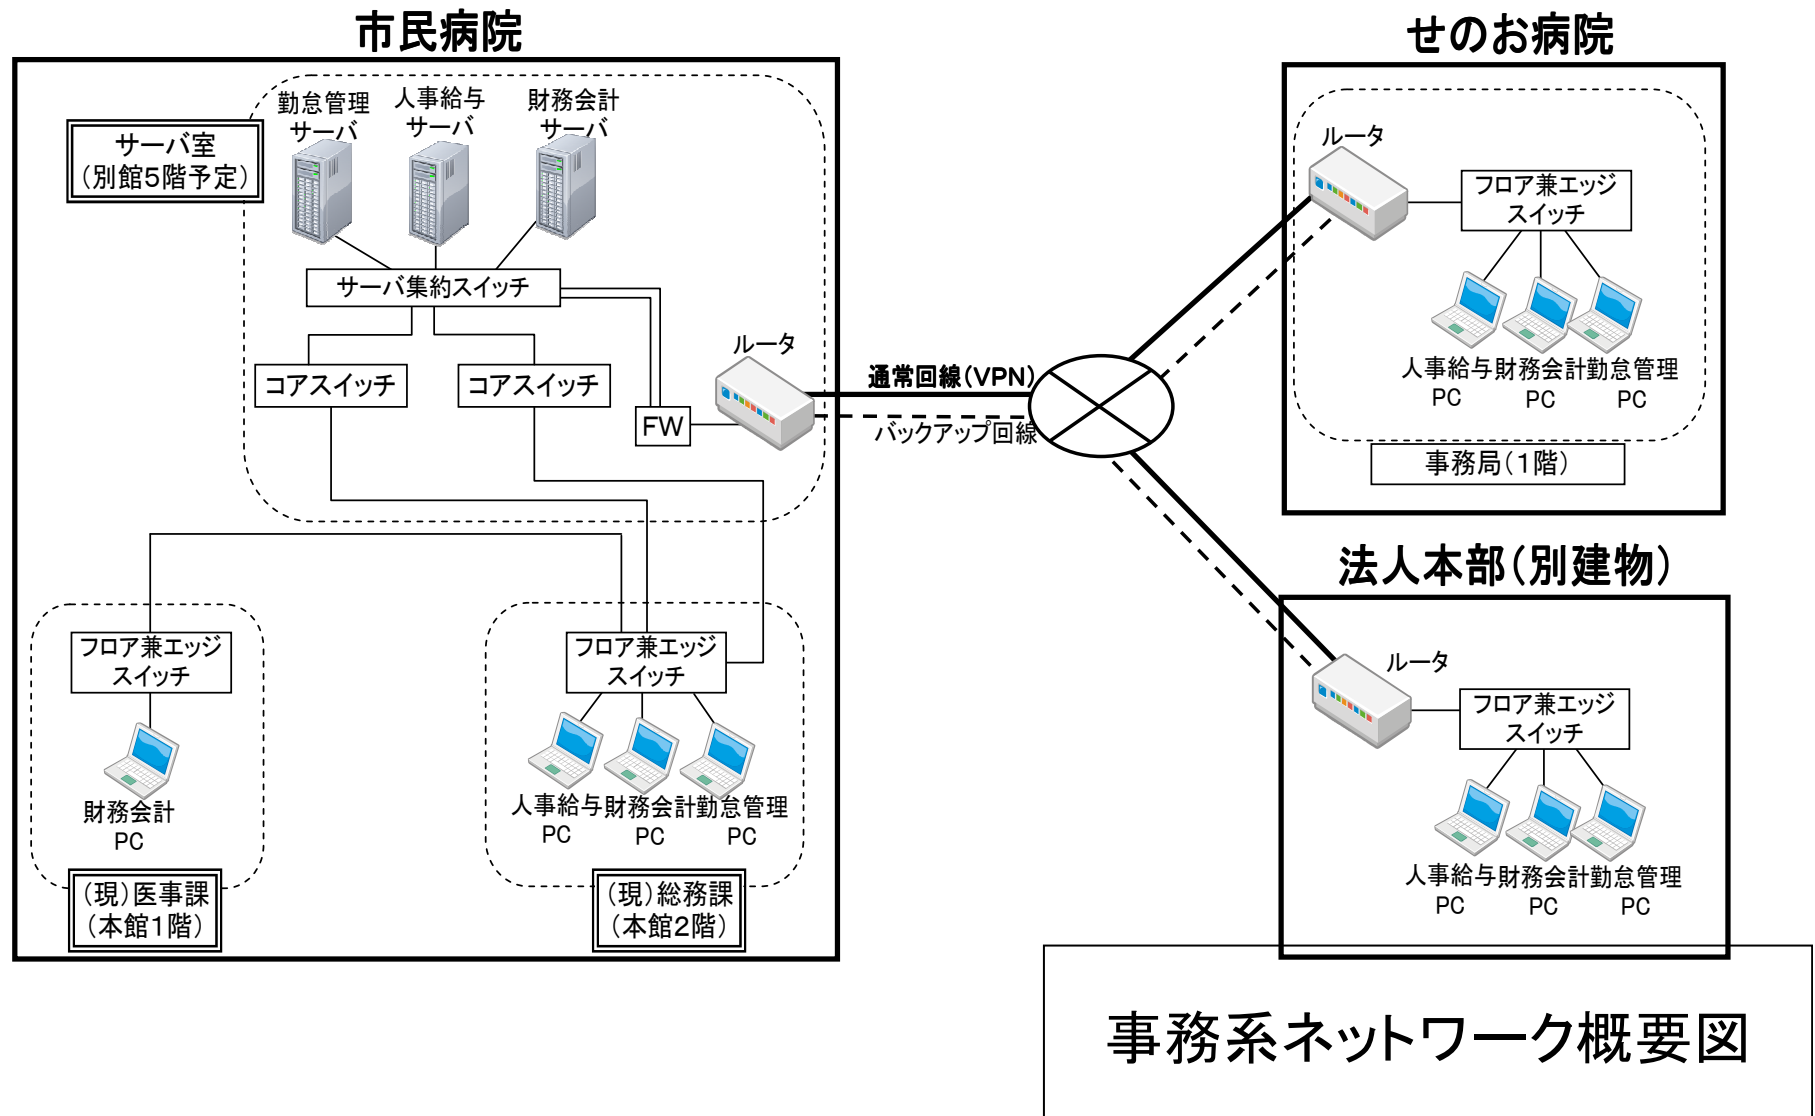 市民病院
サーバ室
(別館5階予定)
勤怠管理
サーバ
人事給与
サーバ
財務会計
サーバ
サーバ集約スイッチ
コアスイッチ
コアスイッチ
FW
ルータ
通常回線(VPN)
バックアップ回線
フロア兼エッジ
スイッチ
財務会計
PC
(現)医事課
(本館1階)
フロア兼エッジ
スイッチ
人事給与
PC
財務会計
PC
勤怠管理
PC
(現)総務課
(本館2階)
せのお病院
ルータ
フロア兼エッジ
スイッチ
人事給与
PC
財務会計
PC
勤怠管理
PC
事務局(1階)
法人本部(別建物)
ルータ
フロア兼エッジ
スイッチ
人事給与
PC
財務会計
PC
勤怠管理
PC
事務系ネットワーク概要図